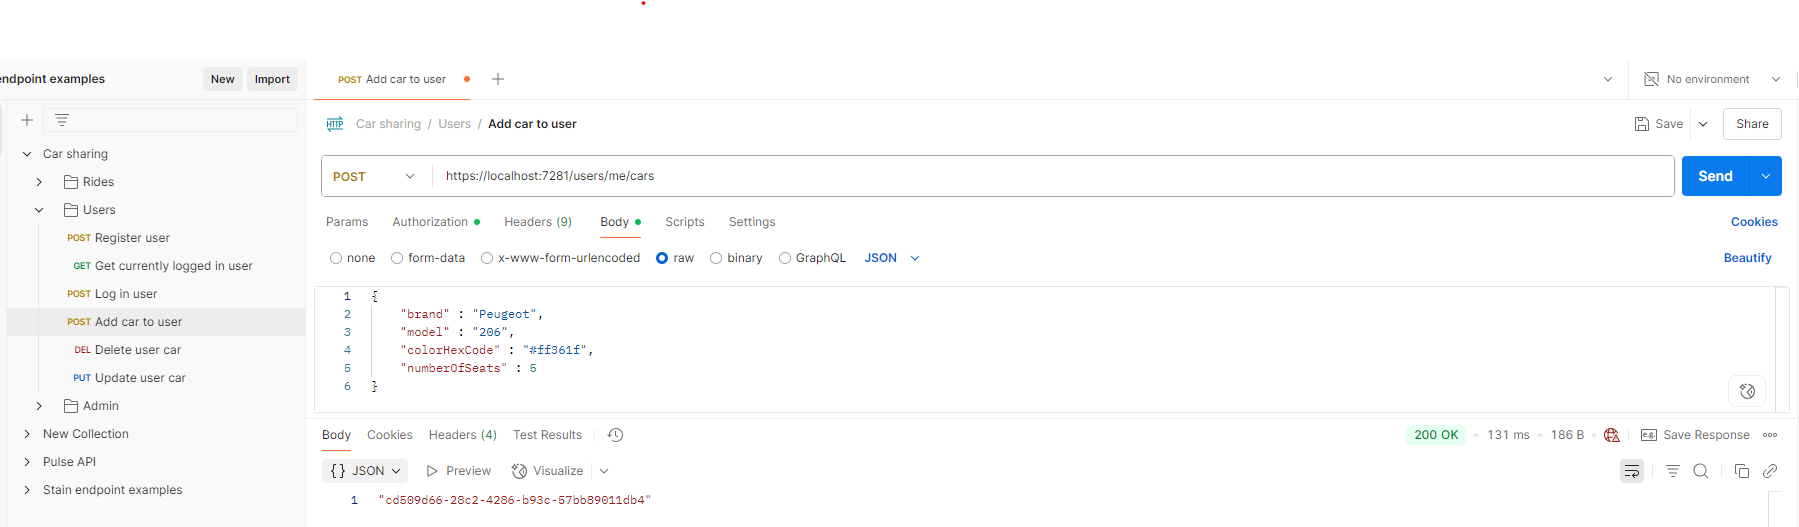 endpoint examples New Import
POST Add car to user
No environment
Car sharing / Users / Add car to user
Save Share
POST https://localhost:7281/users/me/cars Send
Params Authorization Headers (9) Body Scripts Settings Cookies
none form-data x-www-form-urlencoded raw binary GraphQL JSON Beautify
1 {
2 "brand" : "Peugeot",
3 "model" : "206",
4 "colorHexCode" : "#ff361f",
5 "numberOfSeats" : 5
6 }
Car sharing
Rides
Users
POST Register user
GET Get currently logged in user
POST Log in user
POST Add car to user
DEL Delete user car
PUT Update user car
Admin
New Collection
Pulse API
Stain endpoint examples
Body Cookies Headers (4) Test Results 200 OK • 131 ms • 186 B e.g. Save Response
{} JSON Preview Visualize
1 "cd509d66-28c2-4286-b93c-57bb89011db4"